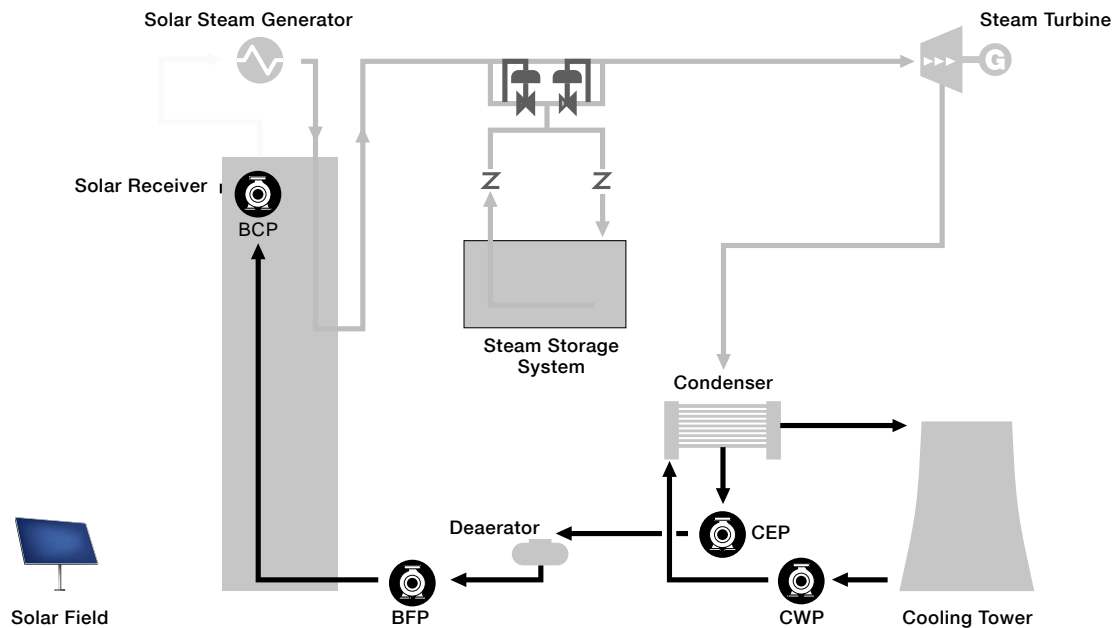 Solar Steam Generator
Steam Turbine
G
Solar Receiver
BCP
Steam Storage
System
Condenser
Deaerator
CEP
Solar Field
BFP
CWP
Cooling Tower